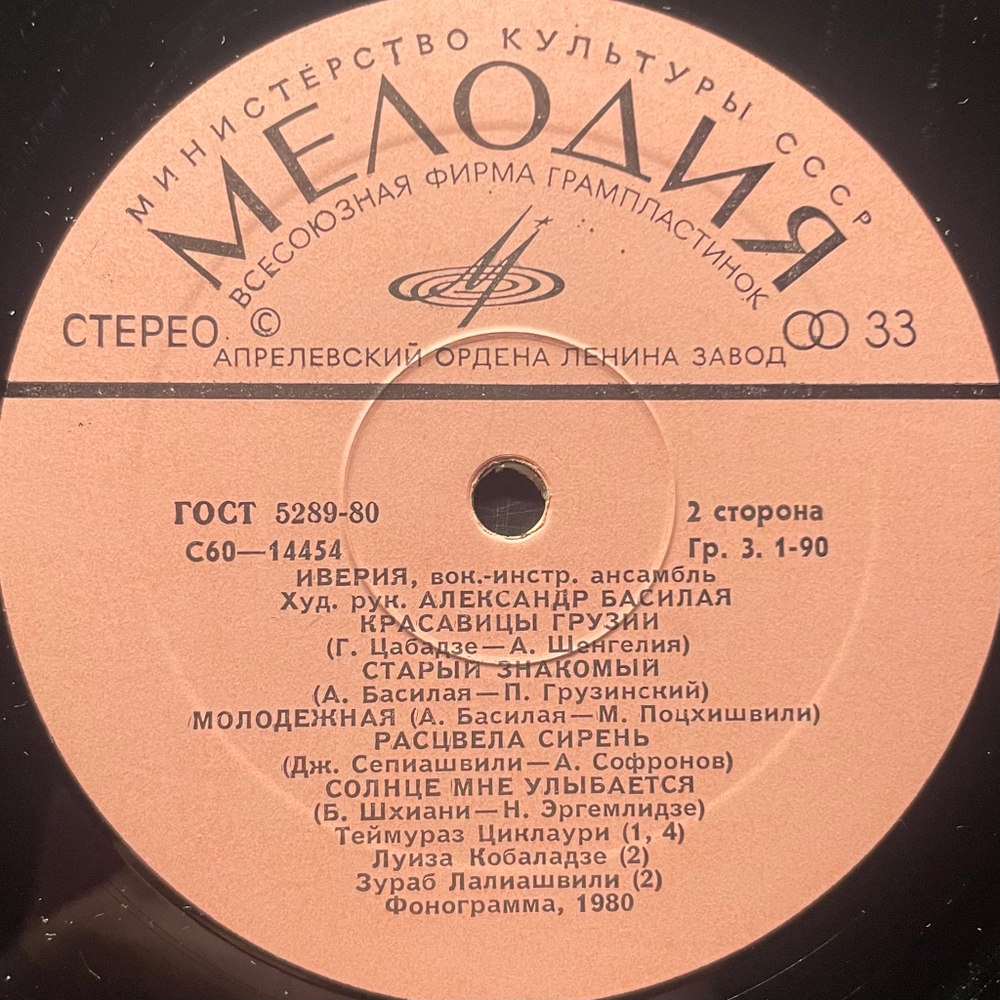 МИНИСТЕРСТВО КУЛЬТУРЫ СССР
МЕЛОДИЯ
ВСЕСОЮЗНАЯ ФИРМА ГРАМПЛАСТИНОК
СТЕРЕО © 33
АПРЕЛЕВСКИЙ ОРДЕНА ЛЕНИНА ЗАВОД
ГОСТ 5289-80 2 сторона
С60—14454 Гр. 3. 1-90
ИВЕРИЯ, вок.-инстр. ансамбль
Худ. рук. АЛЕКСАНДР БАСИЛАЯ
КРАСАВИЦЫ ГРУЗИИ
(Г. Цабадзе — А. Шенгелия)
СТАРЫЙ ЗНАКОМЫЙ
(А. Басилая — П. Грузинский)
МОЛОДЕЖНАЯ (А. Басилая — М. Поцхишвили)
РАСЦВЕЛА СИРЕНЬ
(Дж. Сепиашвили — А. Софронов)
СОЛНЦЕ МНЕ УЛЫБАЕТСЯ
(Б. Шхиани — Н. Эргемлидзе)
Теймураз Циклаури (1, 4)
Луиза Кобаладзе (2)
Зураб Лалиашвили (2)
Фонограмма, 1980